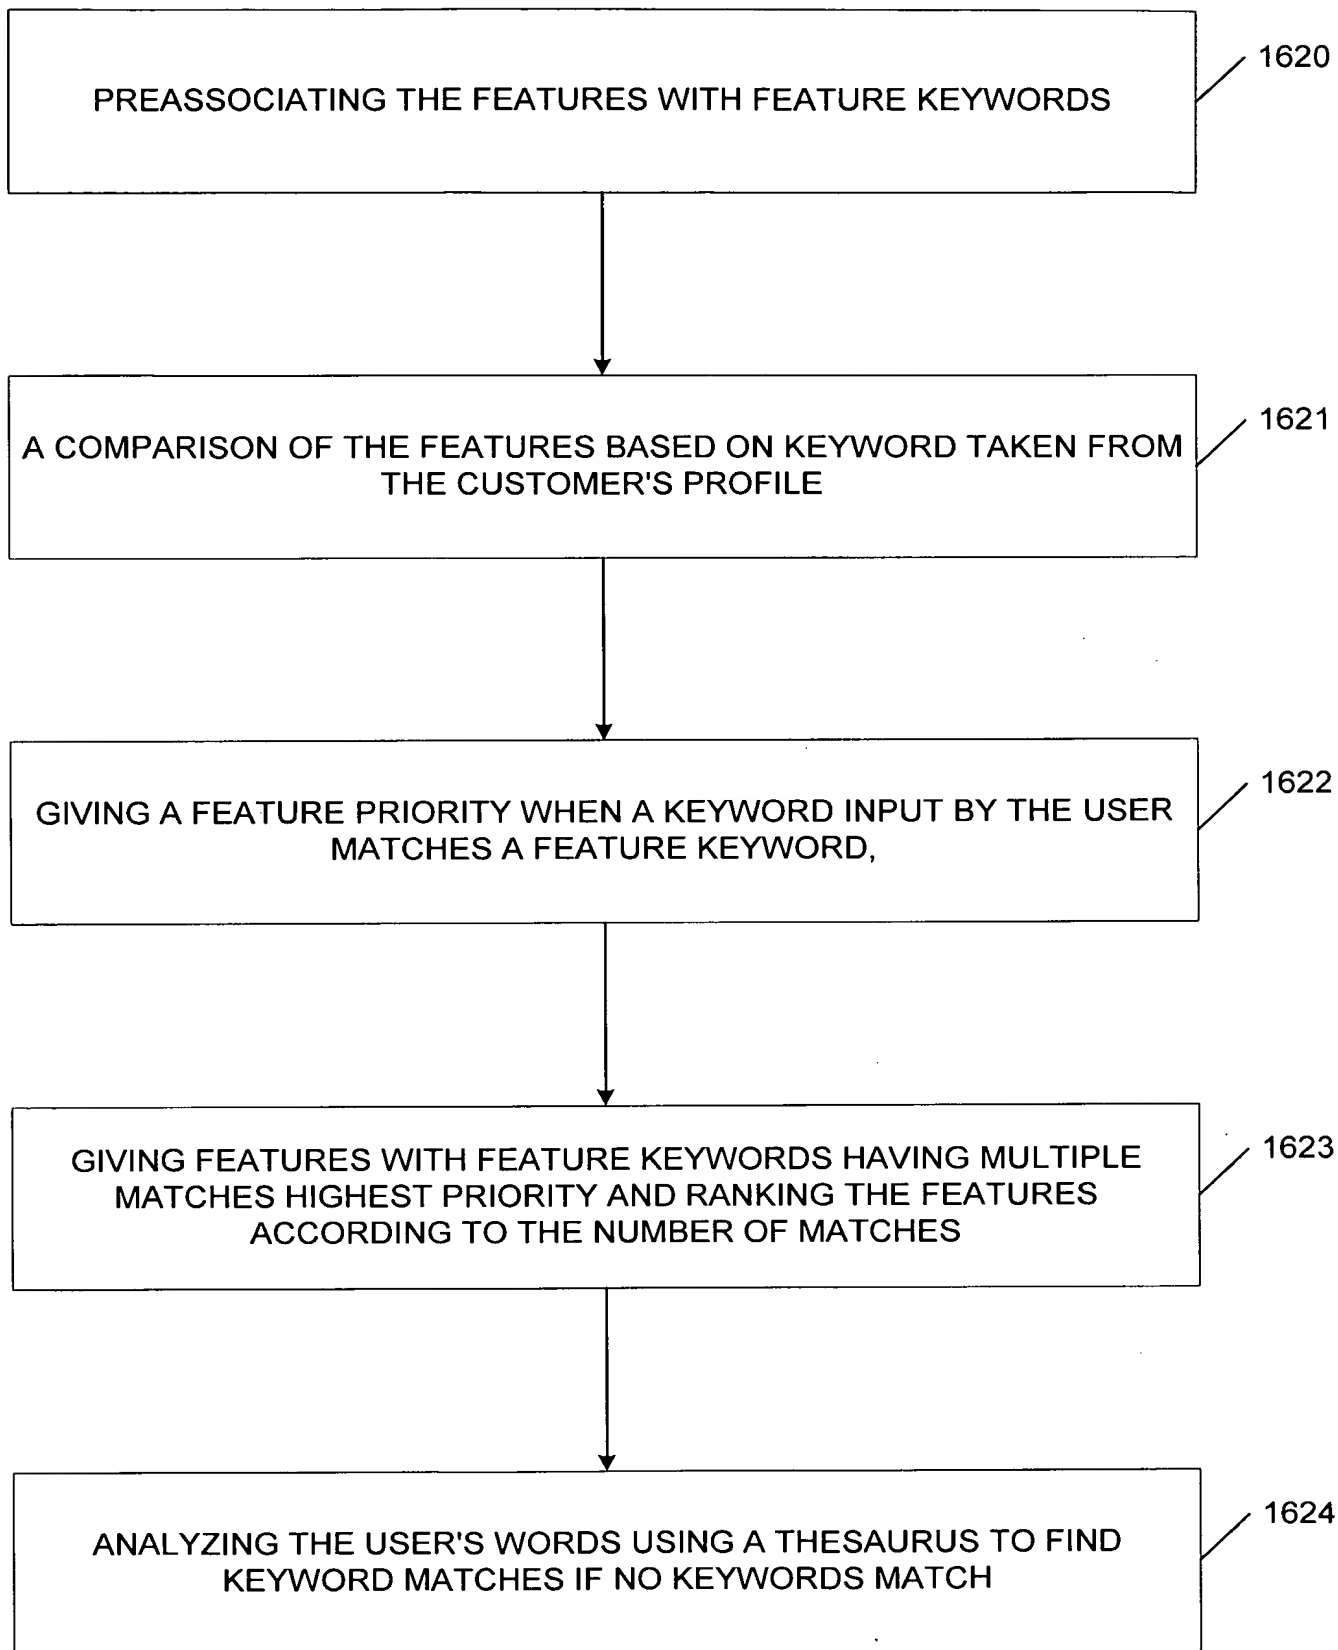 1620
PREASSOCIATING THE FEATURES WITH FEATURE KEYWORDS
1621
A COMPARISON OF THE FEATURES BASED ON KEYWORD TAKEN FROM
THE CUSTOMER'S PROFILE
1622
GIVING A FEATURE PRIORITY WHEN A KEYWORD INPUT BY THE USER
MATCHES A FEATURE KEYWORD,
1623
GIVING FEATURES WITH FEATURE KEYWORDS HAVING MULTIPLE
MATCHES HIGHEST PRIORITY AND RANKING THE FEATURES
ACCORDING TO THE NUMBER OF MATCHES
1624
ANALYZING THE USER'S WORDS USING A THESAURUS TO FIND
KEYWORD MATCHES IF NO KEYWORDS MATCH